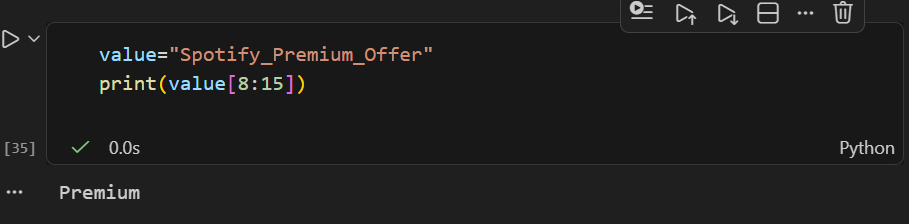 value="Spotify_Premium_Offer"
print(value[8:15])
[35]
0.0s
Python
Premium